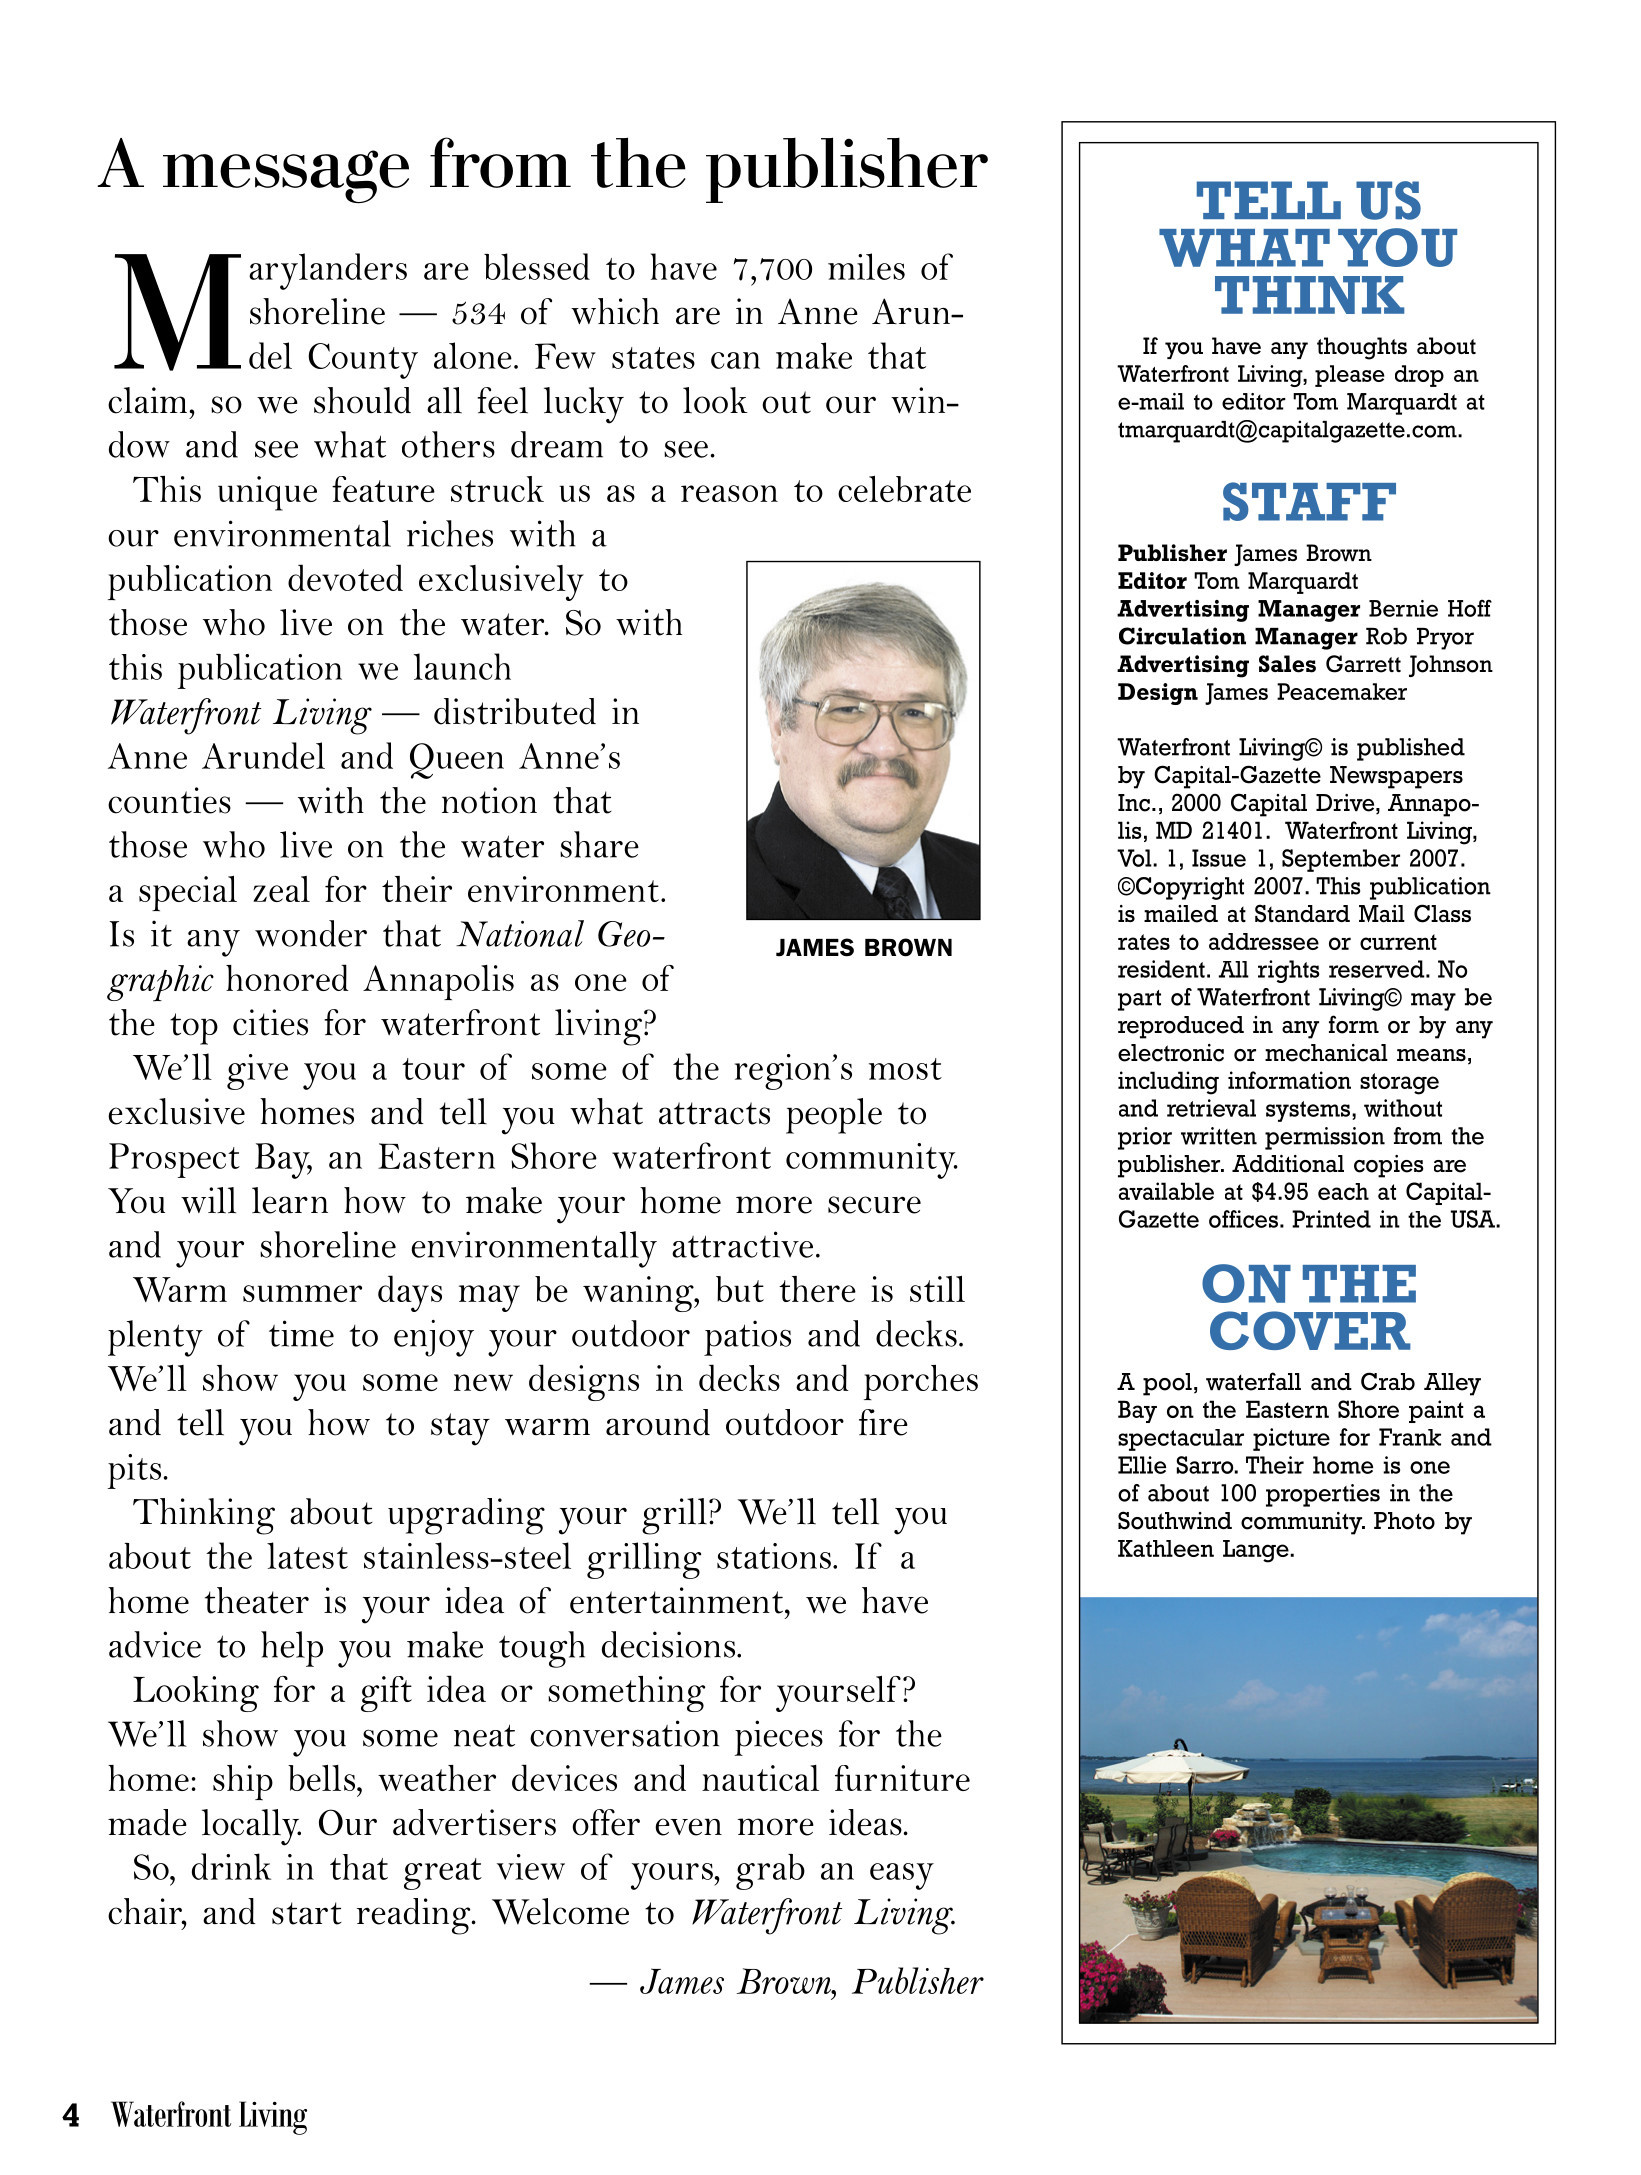 A message from the publisher
Marylanders are blessed to have 7,700 miles of
shoreline — 534 of which are in Anne Arun-
del County alone. Few states can make that
claim, so we should all feel lucky to look out our win-
dow and see what others dream to see.
This unique feature struck us as a reason to celebrate
our environmental riches with a
publication devoted exclusively to
those who live on the water. So with
this publication we launch
Waterfront Living — distributed in
Anne Arundel and Queen Anne’s
counties — with the notion that
those who live on the water share
a special zeal for their environment.
Is it any wonder that National Geo-
graphic honored Annapolis as one of
the top cities for waterfront living?
JAMES BROWN
We’ll give you a tour of some of the region’s most
exclusive homes and tell you what attracts people to
Prospect Bay, an Eastern Shore waterfront community.
You will learn how to make your home more secure
and your shoreline environmentally attractive.
Warm summer days may be waning, but there is still
plenty of time to enjoy your outdoor patios and decks.
We’ll show you some new designs in decks and porches
and tell you how to stay warm around outdoor fire
pits.
Thinking about upgrading your grill? We’ll tell you
about the latest stainless-steel grilling stations. If a
home theater is your idea of entertainment, we have
advice to help you make tough decisions.
Looking for a gift idea or something for yourself?
We’ll show you some neat conversation pieces for the
home: ship bells, weather devices and nautical furniture
made locally. Our advertisers offer even more ideas.
So, drink in that great view of yours, grab an easy
chair, and start reading. Welcome to Waterfront Living.
— James Brown, Publisher
TELL US
WHAT YOU
THINK
If you have any thoughts about
Waterfront Living, please drop an
e-mail to editor Tom Marquardt at
tmarquardt@capitalgazette.com.
STAFF
Publisher James Brown
Editor Tom Marquardt
Advertising Manager Bernie Hoff
Circulation Manager Rob Pryor
Advertising Sales Garrett Johnson
Design James Peacemaker
Waterfront Living© is published
by Capital-Gazette Newspapers
Inc., 2000 Capital Drive, Annapo-
lis, MD 21401. Waterfront Living,
Vol. 1, Issue 1, September 2007.
©Copyright 2007. This publication
is mailed at Standard Mail Class
rates to addressee or current
resident. All rights reserved. No
part of Waterfront Living© may be
reproduced in any form or by any
electronic or mechanical means,
including information storage
and retrieval systems, without
prior written permission from the
publisher. Additional copies are
available at $4.95 each at Capital-
Gazette offices. Printed in the USA.
ON THE
COVER
A pool, waterfall and Crab Alley
Bay on the Eastern Shore paint a
spectacular picture for Frank and
Ellie Sarro. Their home is one
of about 100 properties in the
Southwind community. Photo by
Kathleen Lange.
4 Waterfront Living